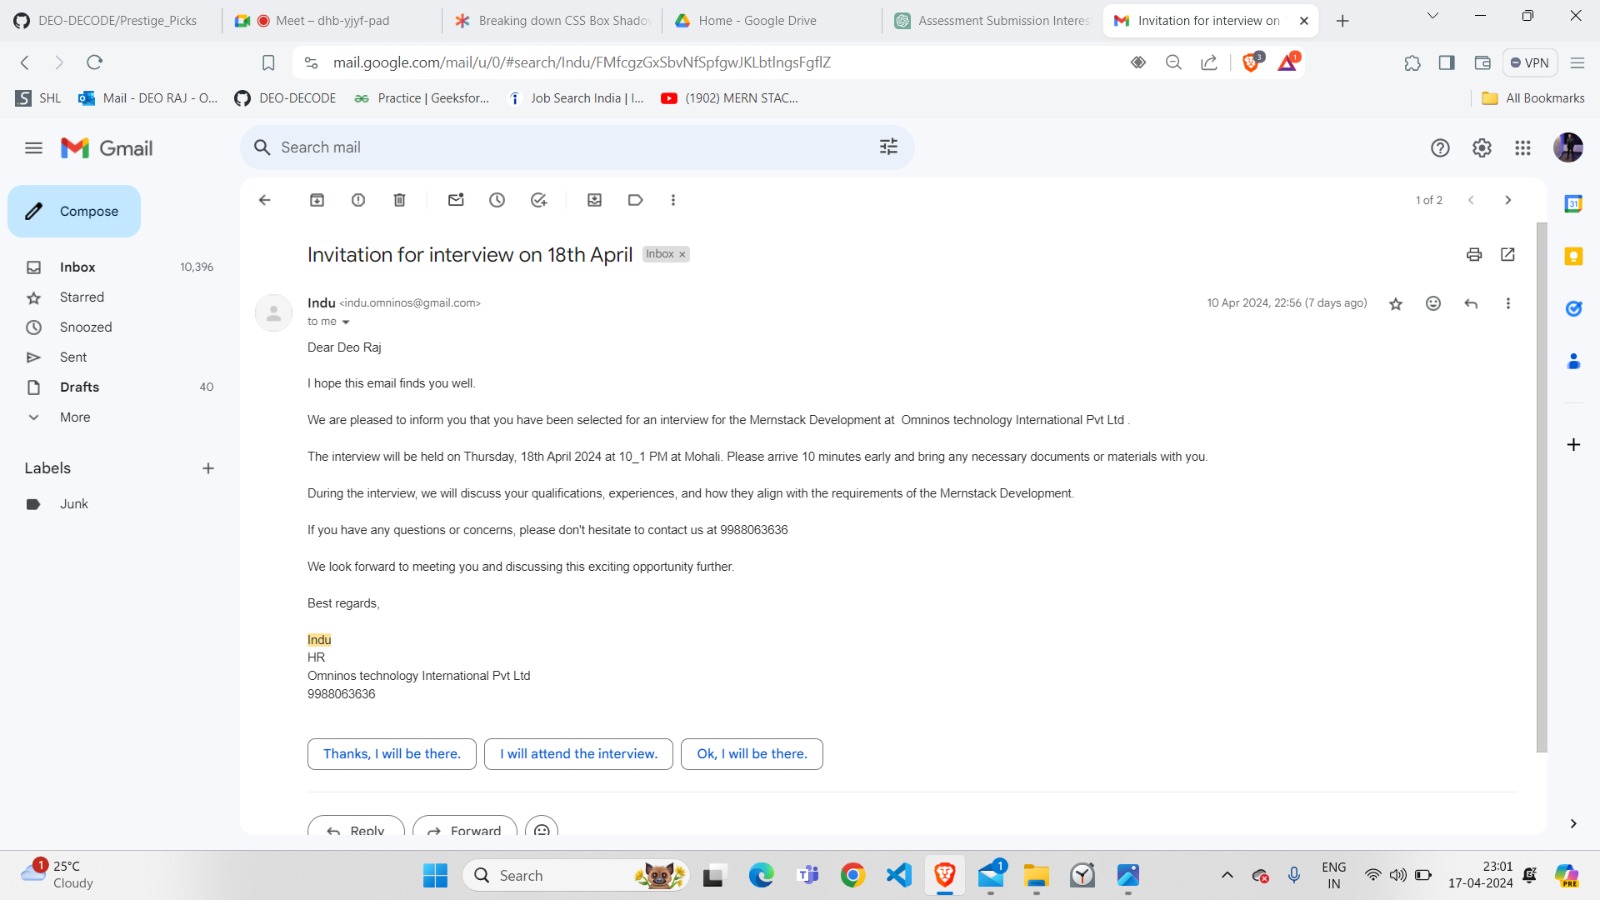 DEO-DECODE/Prestige_Picks
Meet – dhb-yjyf-pad
Breaking down CSS Box Shado
Home - Google Drive
Assessment Submission Interes
Invitation for interview on
mail.google.com/mail/u/0/#search/Indu/FMfcgzGxSbvNfSpfgwJKLbtlngsFgflZ
3
1
VPN
SHL
Mail - DEO RAJ - O...
DEO-DECODE
Practice | Geeksfor...
Job Search India | I...
(1902) MERN STAC...
All Bookmarks
Gmail
Search mail
Compose
1 of 2
31
Invitation for interview on 18th April
Inbox ×
Inbox 10,396
Starred
Snoozed
Sent
Drafts 40
More
Labels
Junk
Indu <indu.omninos@gmail.com>
10 Apr 2024, 22:56 (7 days ago)
to me
Dear Deo Raj
I hope this email finds you well.
We are pleased to inform you that you have been selected for an interview for the Mernstack Development at  Omninos technology International Pvt Ltd .
The interview will be held on Thursday, 18th April 2024 at 10_1 PM at Mohali. Please arrive 10 minutes early and bring any necessary documents or materials with you.
During the interview, we will discuss your qualifications, experiences, and how they align with the requirements of the Mernstack Development.
If you have any questions or concerns, please don't hesitate to contact us at 9988063636
We look forward to meeting you and discussing this exciting opportunity further.
Best regards,
Indu
HR
Omninos technology International Pvt Ltd
9988063636
Thanks, I will be there.
I will attend the interview.
Ok, I will be there.
Reply
Forward
1
25°C
Cloudy
Search
1
ENG
IN
23:01
17-04-2024
PRE